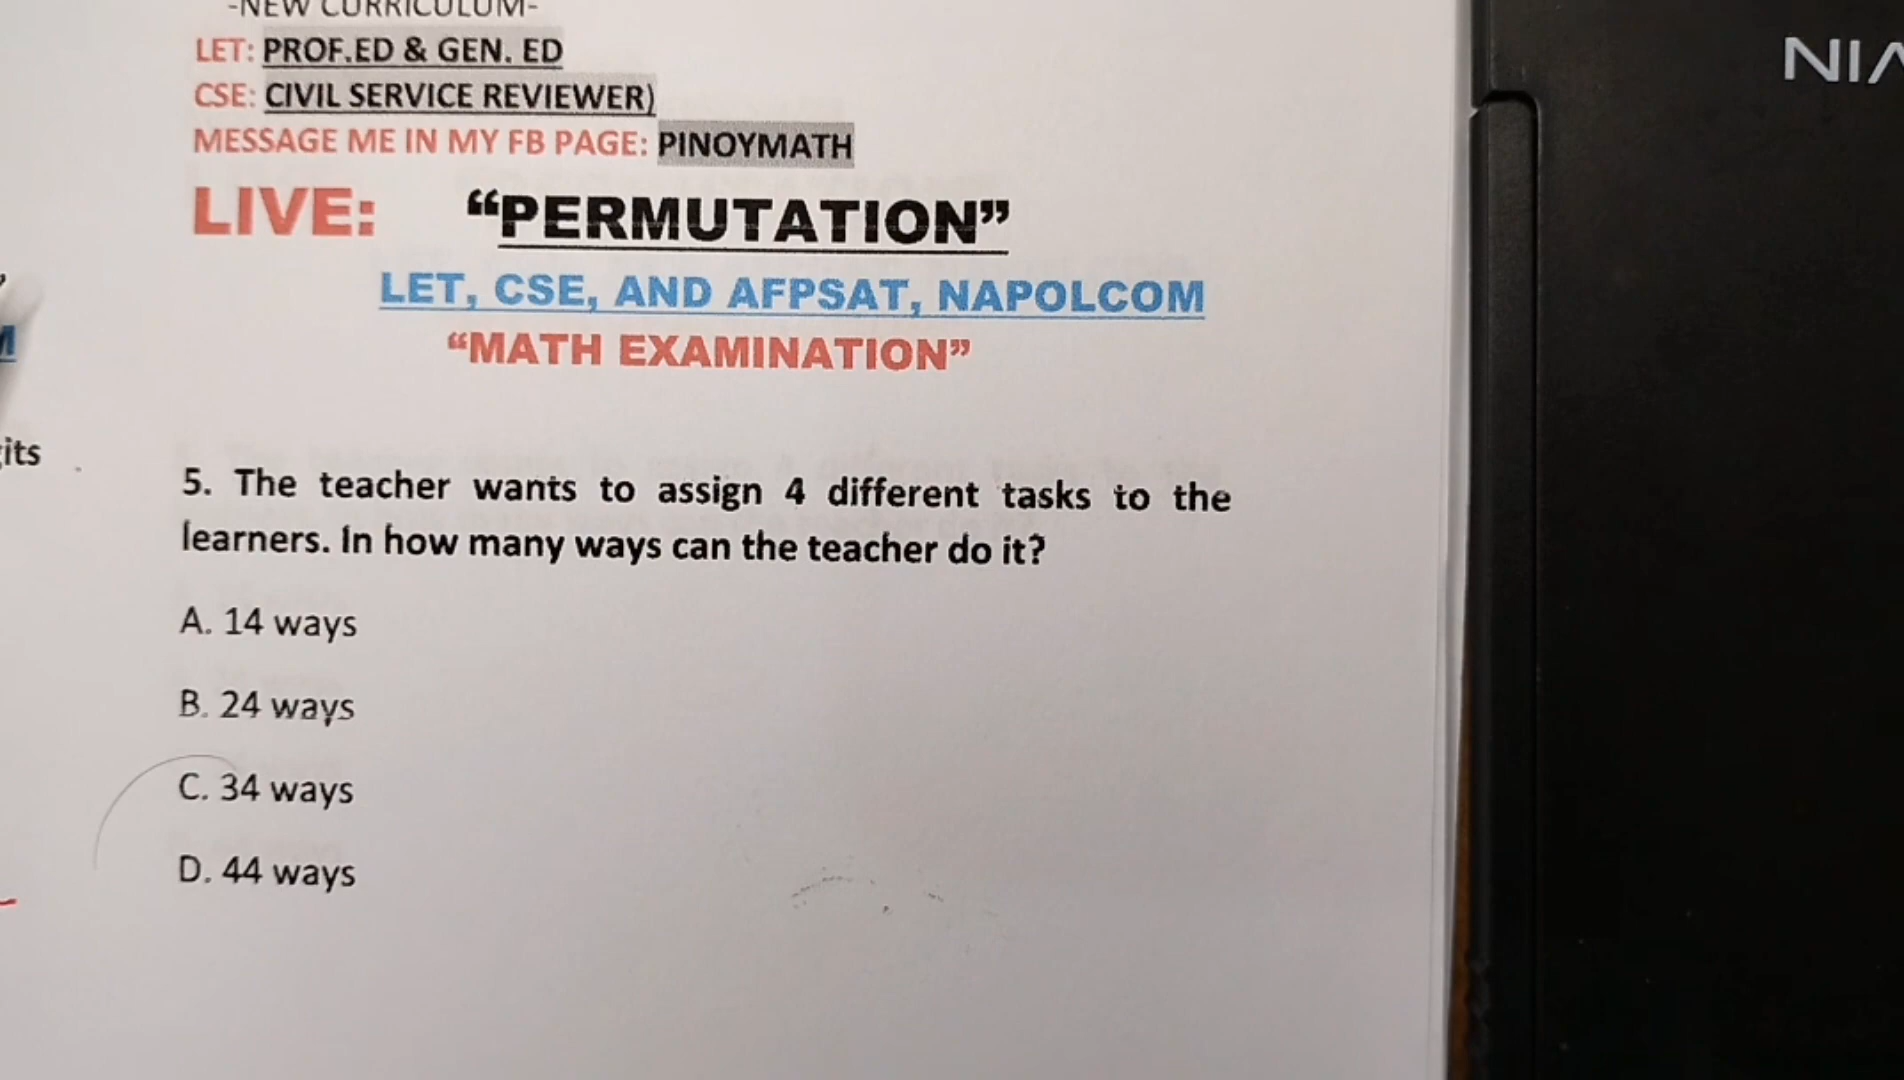 -NEW CURRICULUM-
LET: PROF.ED & GEN. ED
CSE: CIVIL SERVICE REVIEWER)
MESSAGE ME IN MY FB PAGE: PINOYMATH
LIVE: “PERMUTATION”
LET, CSE, AND AFPSAT, NAPOLCOM
“MATH EXAMINATION”
5. The teacher wants to assign 4 different tasks to the
learners. In how many ways can the teacher do it?
A. 14 ways
B. 24 ways
C. 34 ways
D. 44 ways